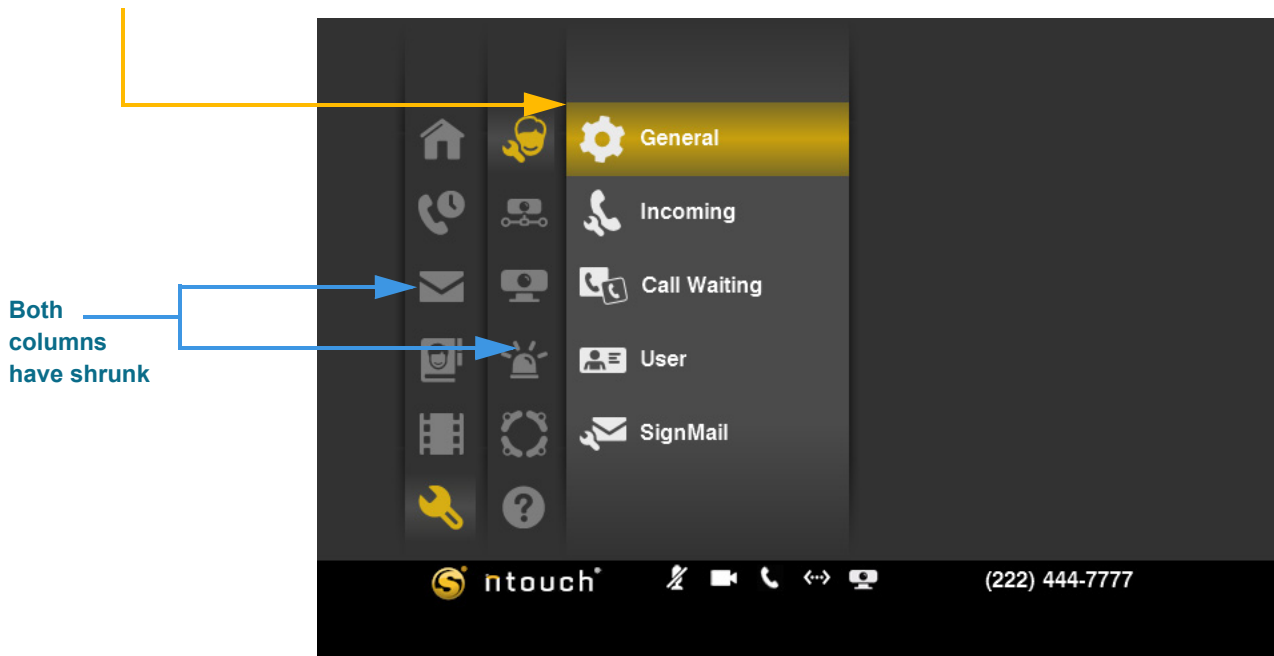 General
Incoming
Call Waiting
Both
columns
have shrunk
User
SignMail
ntouch
(222) 444-7777